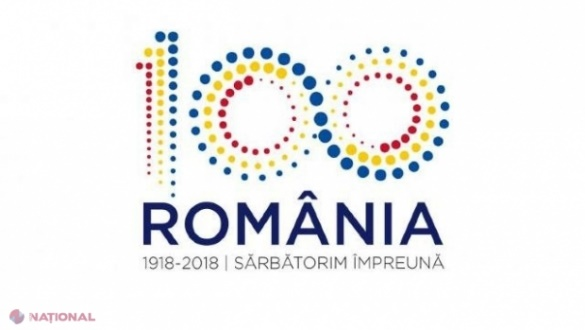 100
ROMÂNIA
1918-2018 | SĂRBĂTORIM ÎMPREUNĂ
NAȚIONAL